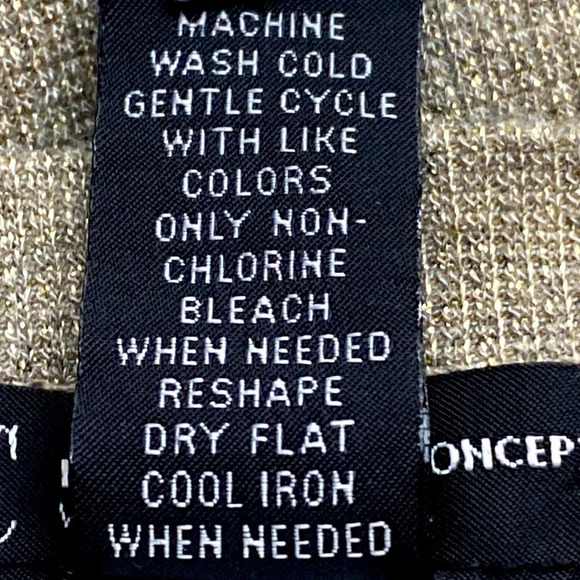 MACHINE
WASH COLD
GENTLE CYCLE
WITH LIKE
COLORS
ONLY NON-
CHLORINE
BLEACH
WHEN NEEDED
RESHAPE
DRY FLAT
COOL IRON
WHEN NEEDED
ONCEP